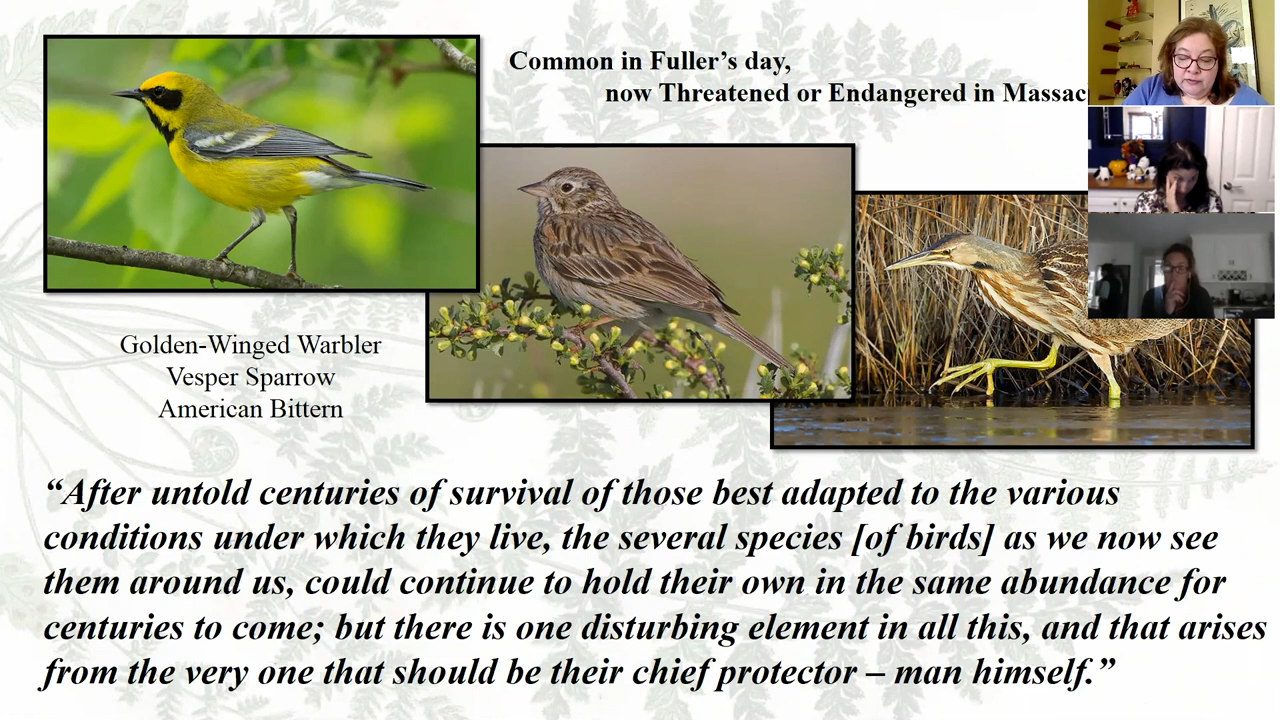 Common in Fuller's day,
now Threatened or Endangered in
Golden-Winged Warbler
Vesper Sparrow
American Bittern
“After untold centuries of survival of those best adapted to the various
conditions under which they live, the several species [of birds] as we now see
them around us, could continue to hold their own in the same abundance for
centuries to come; but there is one disturbing element in all this, and that arises
from the very one that should be their chief protector – man himself.”